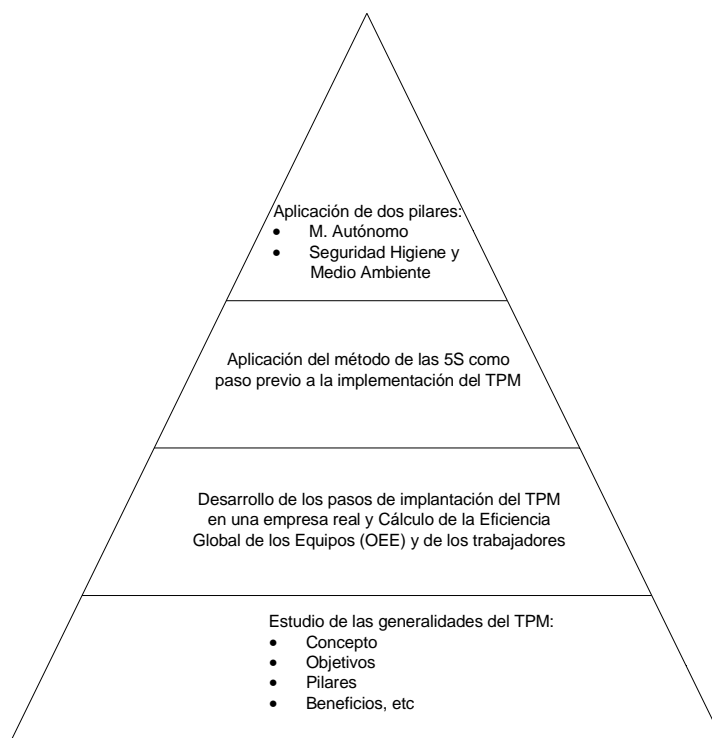 Aplicación de dos pilares:
• M. Autónomo
• Seguridad Higiene y
Medio Ambiente
Aplicación del método de las 5S como
paso previo a la implementación del TPM
Desarrollo de los pasos de implantación del TPM
en una empresa real y Cálculo de la Eficiencia
Global de los Equipos (OEE) y de los trabajadores
Estudio de las generalidades del TPM:
• Concepto
• Objetivos
• Pilares
• Beneficios, etc